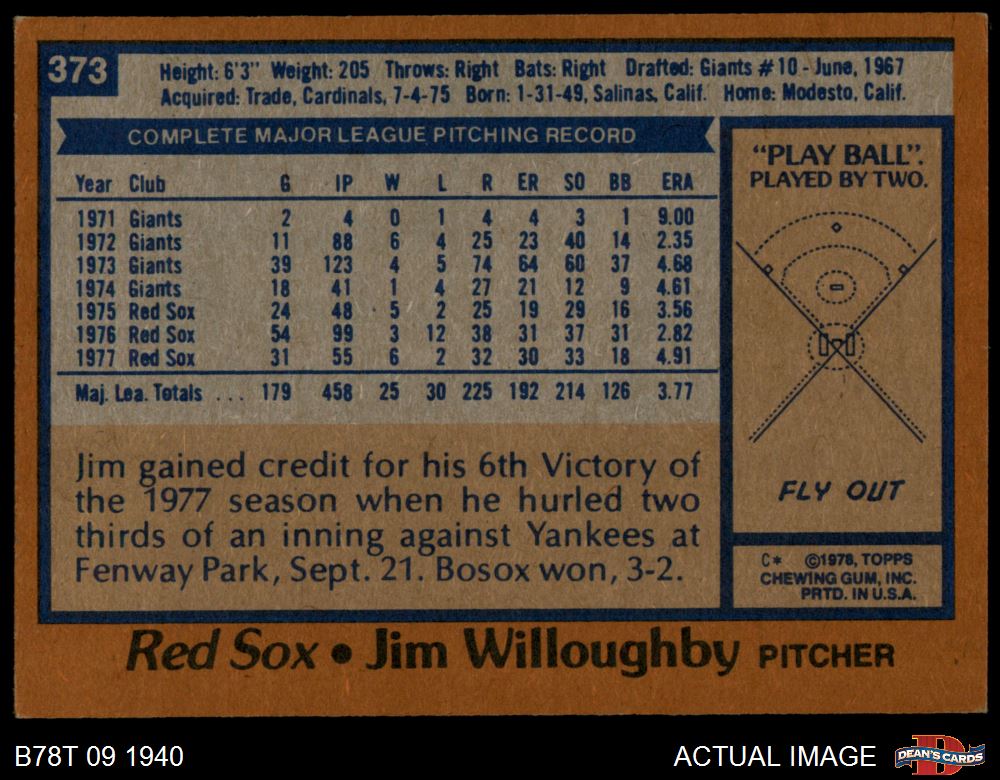 373
Height: 6'3" Weight: 205 Throws: Right Bats: Right Drafted: Giants #10 - June, 1967
Acquired: Trade, Cardinals, 7-4-75 Born: 1-31-49, Salinas, Calif. Home: Modesto, Calif.
COMPLETE MAJOR LEAGUE PITCHING RECORD
Year Club G IP W L R ER SO BB ERA
1971 Giants 2 4 0 1 4 4 3 1 9.00
1972 Giants 11 88 6 4 25 23 40 14 2.35
1973 Giants 39 123 4 5 74 64 60 37 4.68
1974 Giants 18 41 1 4 27 21 12 9 4.61
1975 Red Sox 24 48 5 2 25 19 29 16 3.56
1976 Red Sox 54 99 3 12 38 31 37 31 2.82
1977 Red Sox 31 55 6 2 32 30 33 18 4.91
Maj. Lea. Totals ... 179 458 25 30 225 192 214 126 3.77
Jim gained credit for his 6th Victory of
the 1977 season when he hurled two
thirds of an inning against Yankees at
Fenway Park, Sept. 21. Bosox won, 3-2.
"PLAY BALL".
PLAYED BY TWO.
FLY OUT
C* ©1978, TOPPS
CHEWING GUM, INC.
PRTD. IN U.S.A.
Red Sox • Jim Willoughby PITCHER
B78T 09 1940
ACTUAL IMAGE
DEAN'S CARDS